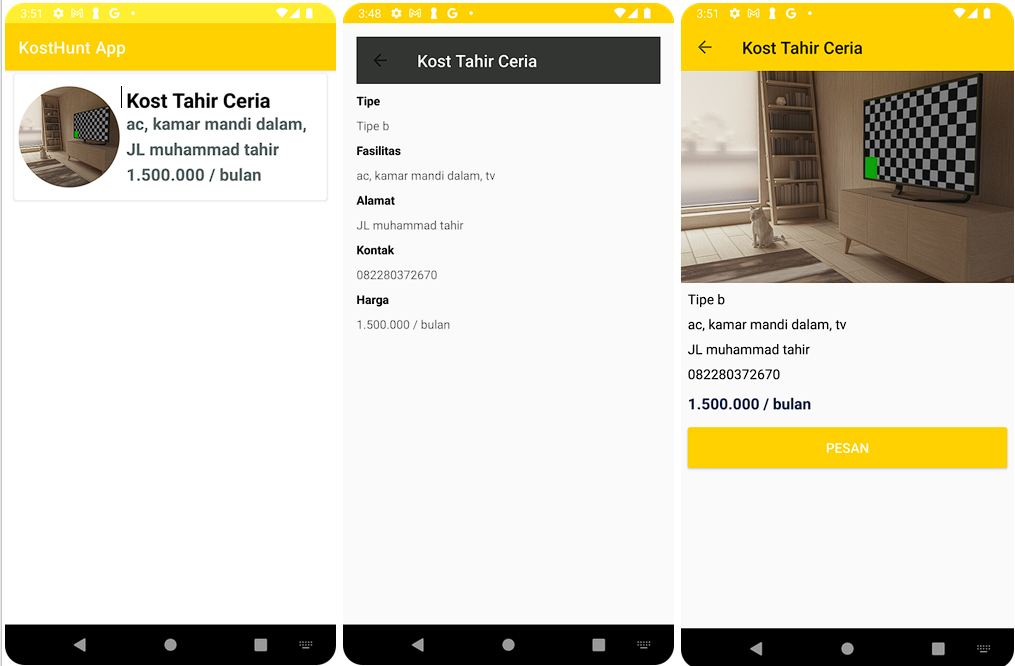 3:51
KostHunt App
Kost Tahir Ceria
ac, kamar mandi dalam,
JL muhammad tahir
1.500.000 / bulan
3:48
Kost Tahir Ceria
Tipe
Tipe b
Fasilitas
ac, kamar mandi dalam, tv
Alamat
JL muhammad tahir
Kontak
082280372670
Harga
1.500.000 / bulan
3:51
Kost Tahir Ceria
Tipe b
ac, kamar mandi dalam, tv
JL muhammad tahir
082280372670
1.500.000 / bulan
PESAN